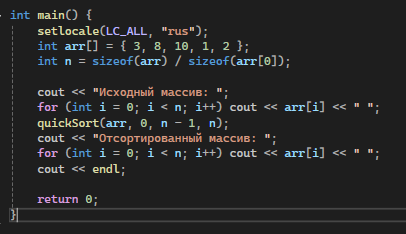 int main() {
setlocale(LC_ALL, "rus");
int arr[] = { 3, 8, 10, 1, 2 };
int n = sizeof(arr) / sizeof(arr[0]);
cout << "Исходный массив: ";
for (int i = 0; i < n; i++) cout << arr[i] << " ";
quickSort(arr, 0, n - 1, n);
cout << "Отсортированный массив: ";
for (int i = 0; i < n; i++) cout << arr[i] << " ";
cout << endl;
return 0;
}